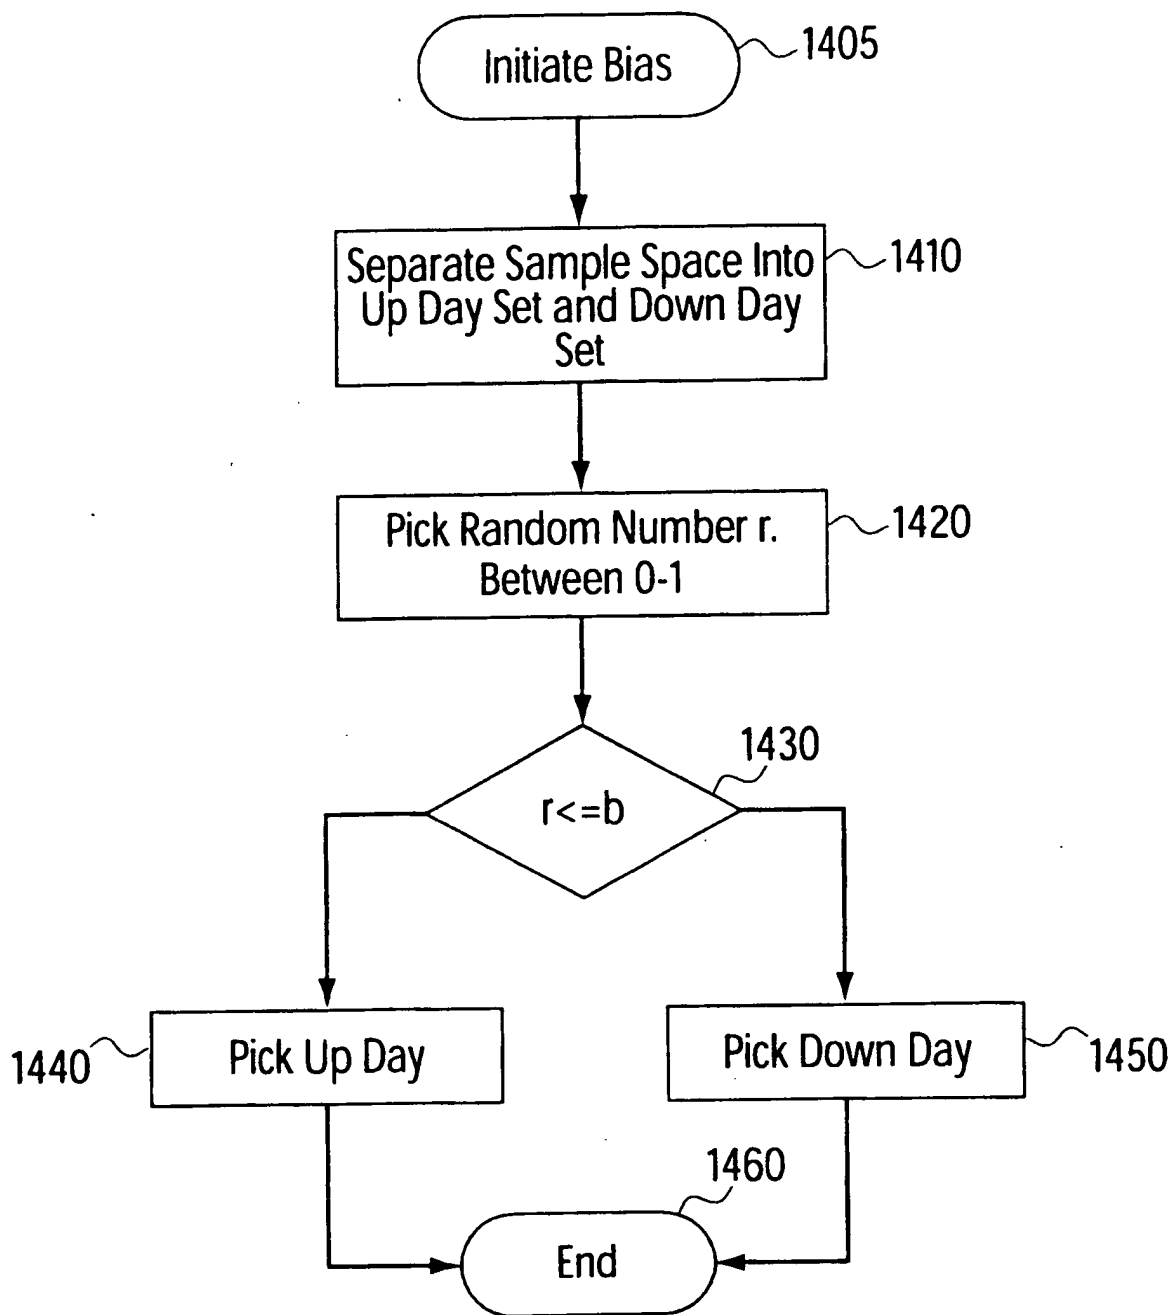 Initiate Bias
1405
Separate Sample Space Into
Up Day Set and Down Day
Set
1410
Pick Random Number r.
Between 0-1
1420
1430
r<=b
1440
Pick Up Day
Pick Down Day
1450
1460
End